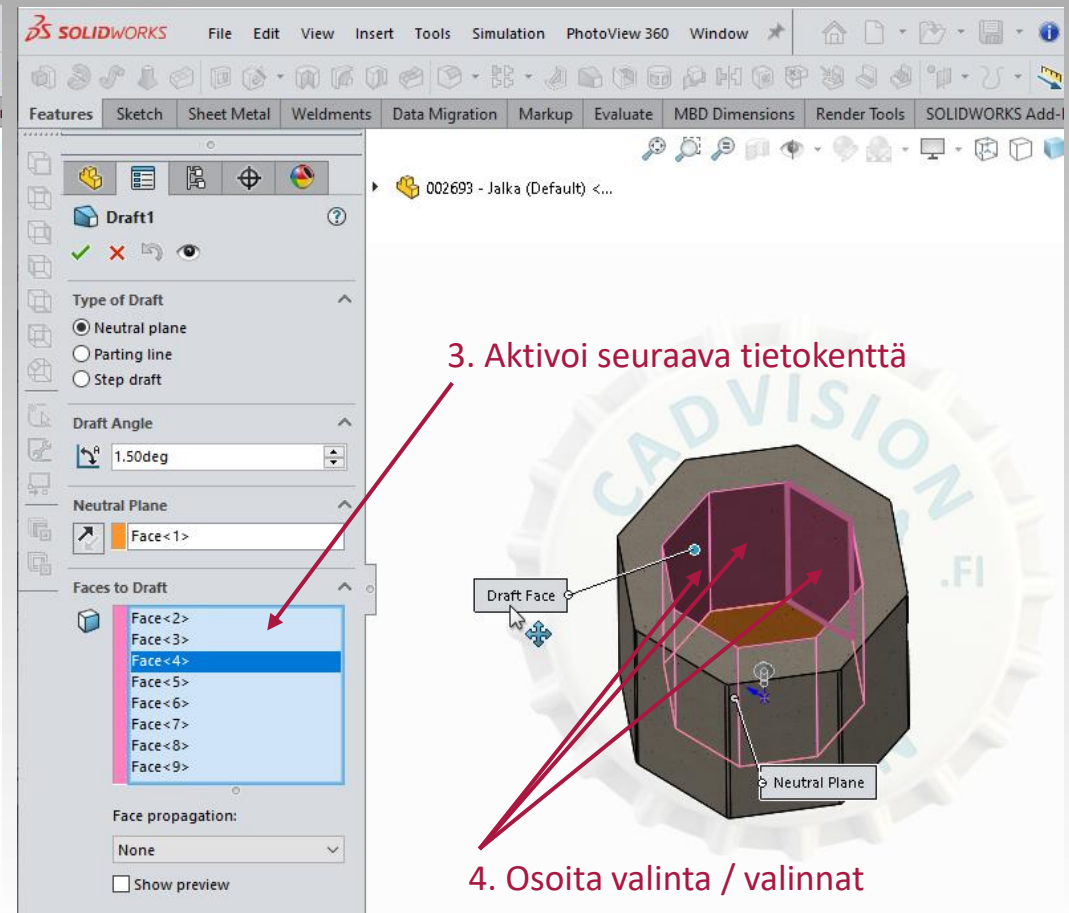 SOLIDWORKS File Edit View Insert Tools Simulation PhotoView 360 Window
Features Sketch Sheet Metal Weldments Data Migration Markup Evaluate MBD Dimensions Render Tools SOLIDWORKS Add-I
002693 - Jalka (Default) <...
Draft1
Type of Draft
Neutral plane
Parting line
Step draft
3. Aktivoi seuraava tietokenttä
Draft Angle
1.50deg
Neutral Plane
Face<1>
Faces to Draft
Face<2>
Face<3>
Face<4>
Face<5>
Face<6>
Face<7>
Face<8>
Face<9>
Face propagation:
None
Show preview
CADVISION
.FI
Draft Face
Neutral Plane
4. Osoita valinta / valinnat